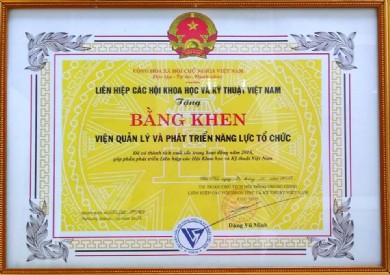 CỘNG HÒA XÃ HỘI CHỦ NGHĨA VIỆT NAM
Độc lập - Tự do - Hạnh phúc
LIÊN HIỆP CÁC HỘI KHOA HỌC VÀ KỸ THUẬT VIỆT NAM
Tặng
BẰNG KHEN
VIỆN QUẢN LÝ VÀ PHÁT TRIỂN NĂNG LỰC TỔ CHỨC
Đã có thành tích xuất sắc trong hoạt động năm
góp phần phát triển Liên hiệp các Hội Khoa học và Kỹ thuật Việt Nam
TM. ĐOÀN CHỦ TỊCH HỘI ĐỒNG TRUNG ƯƠNG
LIÊN HIỆP CÁC HỘI KHOA HỌC VÀ KỸ THUẬT VIỆT NAM
CHỦ TỊCH
Đặng Vũ Minh